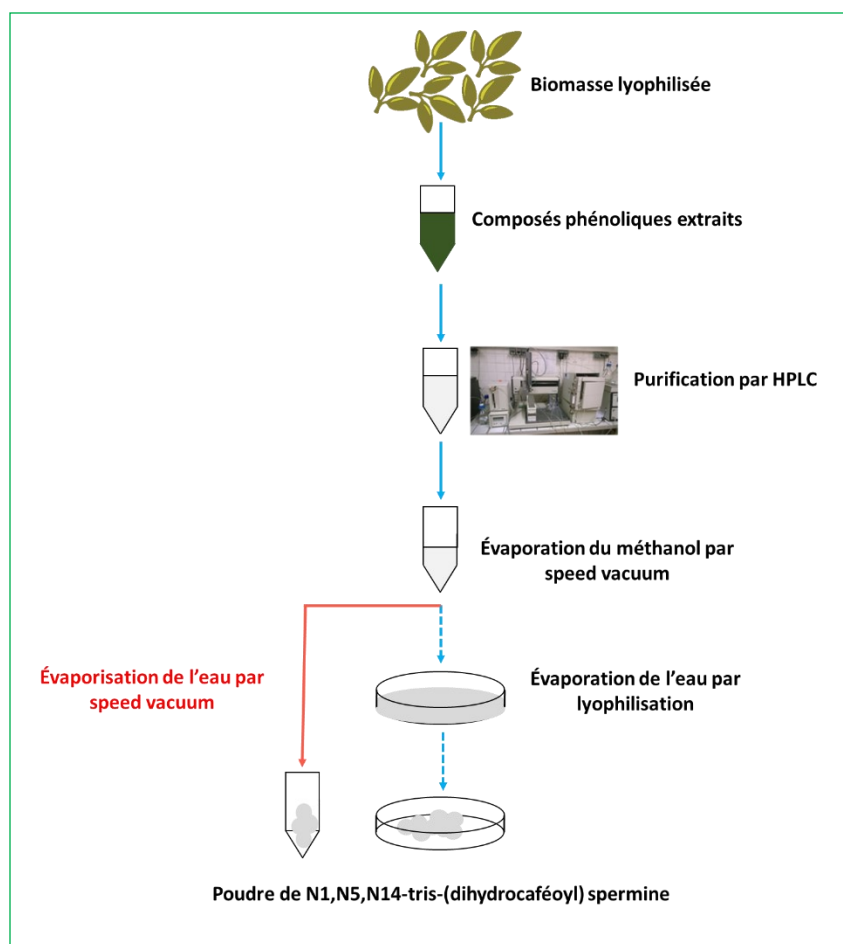 Biomasse lyophilisée
Composés phénoliques extraits
Purification par HPLC
Évaporation du méthanol par
speed vacuum
Évaporisation de l'eau par
speed vacuum
Évaporation de l'eau par
lyophilisation
Poudre de N1,N5,N14-tris-(dihydrocaféoyl) spermine